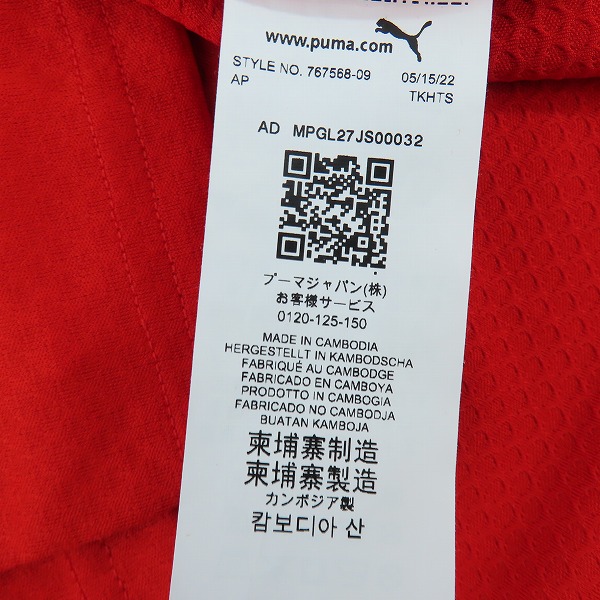 www.puma.com
STYLE NO. 767568-09 05/15/22
AP TKHTS
AD MPGL27JS00032
プーマジャパン(株)
お客様サービス
0120-125-150
MADE IN CAMBODIA
HERGESTELLT IN KAMBODSCHA
FABRIQUÉ AU CAMBODGE
FABRICADO EN CAMBOYA
PRODOTTO IN CAMBOGIA
FABRICADO NO CAMBODJA
BUATAN KAMBOJA
柬埔寨制造
柬埔寨製造
カンボジア製
캄보디아 산